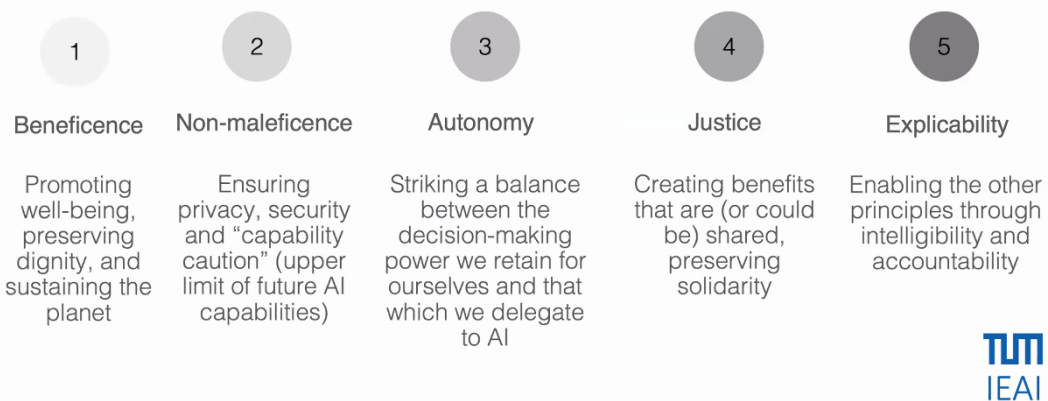 1
2
3
4
5
Beneficence
Non-maleficence
Autonomy
Justice
Explicability
Promoting
well-being,
preserving
dignity, and
sustaining the
planet
Ensuring
privacy, security
and “capability
caution” (upper
limit of future AI
capabilities)
Striking a balance
between the
decision-making
power we retain for
ourselves and that
which we delegate
to AI
Creating benefits
that are (or could
be) shared,
preserving
solidarity
Enabling the other
principles through
intelligibility and
accountability
TUM
IEAI